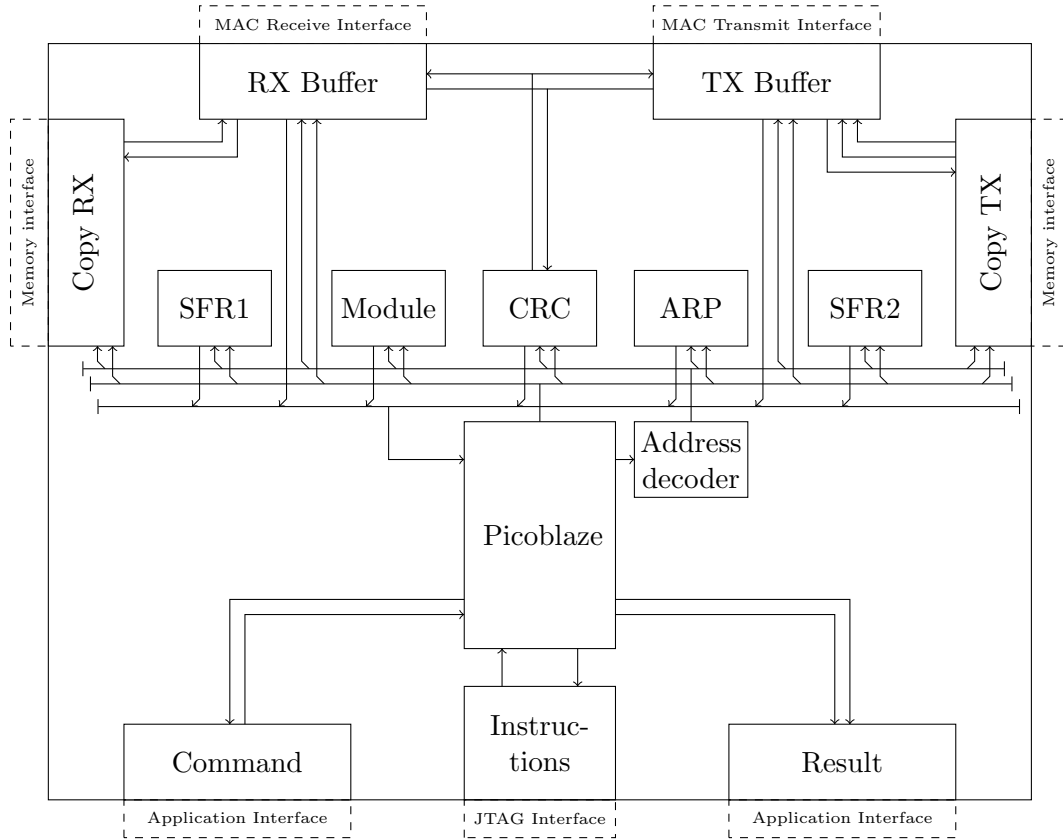 MAC Receive Interface
MAC Transmit Interface
RX Buffer
TX Buffer
Memory interface
Copy RX
Copy TX
Memory interface
SFR1
Module
CRC
ARP
SFR2
Address
decoder
Picoblaze
Instruc-
tions
Command
Result
Application Interface
JTAG Interface
Application Interface